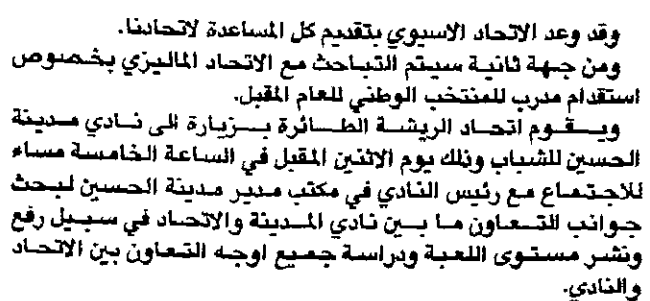 وقد وعد الاتحاد الاسيوي بتقديم كل المساعدة لاتحادنا.
ومن جهة ثانية سيتم التباحث مع الاتحاد الماليزي بخصوص
استقدام مدرب للمنتخب الوطني للعام المقبل.
ويقوم اتحاد الريشة الطائرة بزيارة الى نادي مدينة
الحسين للشباب وذلك يوم الاثنين المقبل في الساعة الخامسة مساء
للاجتماع مع رئيس النادي في مكتب مدير مدينة الحسين لبحث
جوانب التعاون ما بين نادي المدينة والاتحاد في سبيل رفع
ونشر مستوى اللعبة ودراسة جميع اوجه التعاون بين الاتحاد
والنادي.